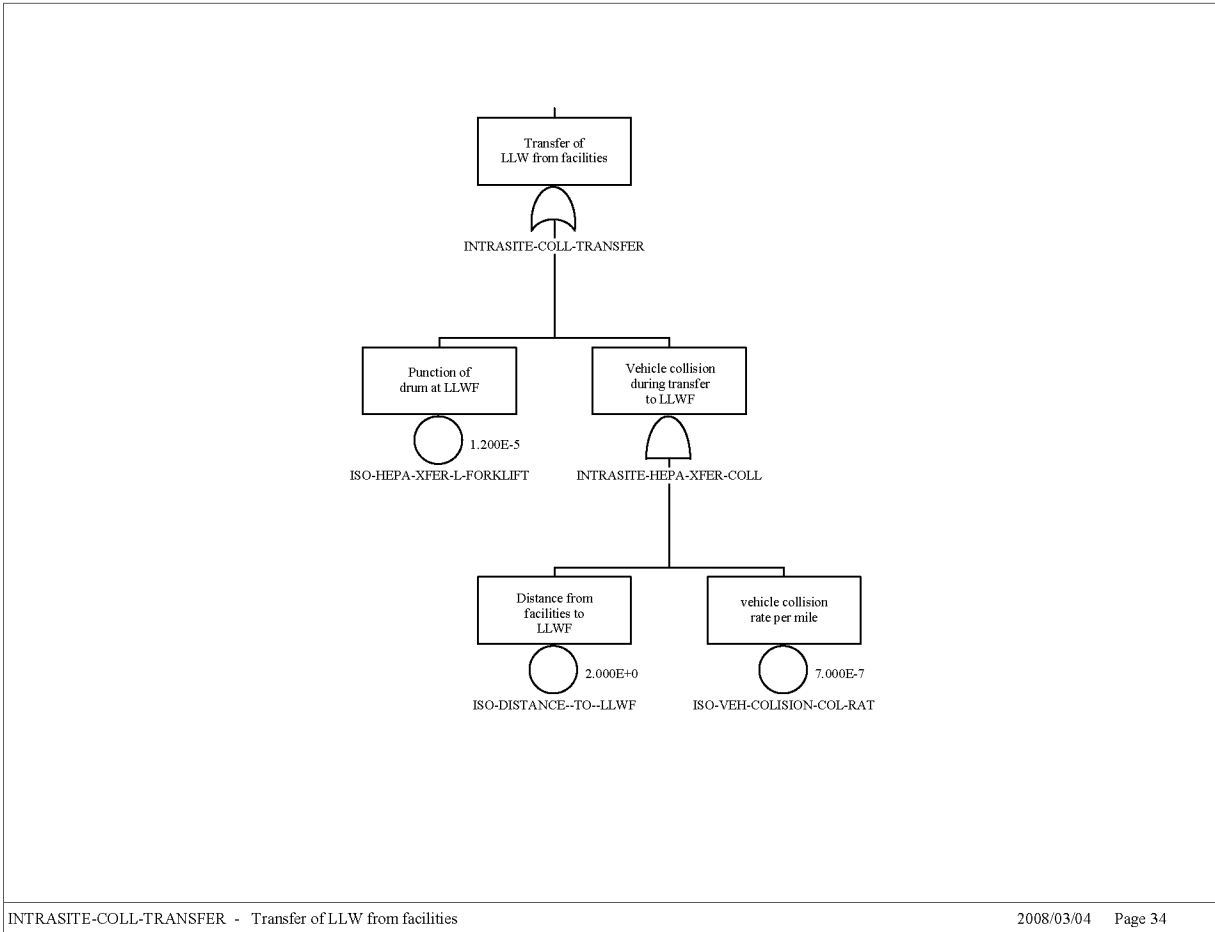 Transfer of
LLW from facilities
INTRASITE-COLL-TRANSFER
Punction of
drum at LLWF
1.200E-5
ISO-HEPA-XFER-L-FORKLIFT
Vehicle collision
during transfer
to LLWF
INTRASITE-HEPA-XFER-COLL
Distance from
facilities to
LLWF
2.000E+0
ISO-DISTANCE--TO--LLWF
vehicle collision
rate per mile
7.000E-7
ISO-VEH-COLISION-COL-RAT
INTRASITE-COLL-TRANSFER - Transfer of LLW from facilities
2008/03/04 Page 34